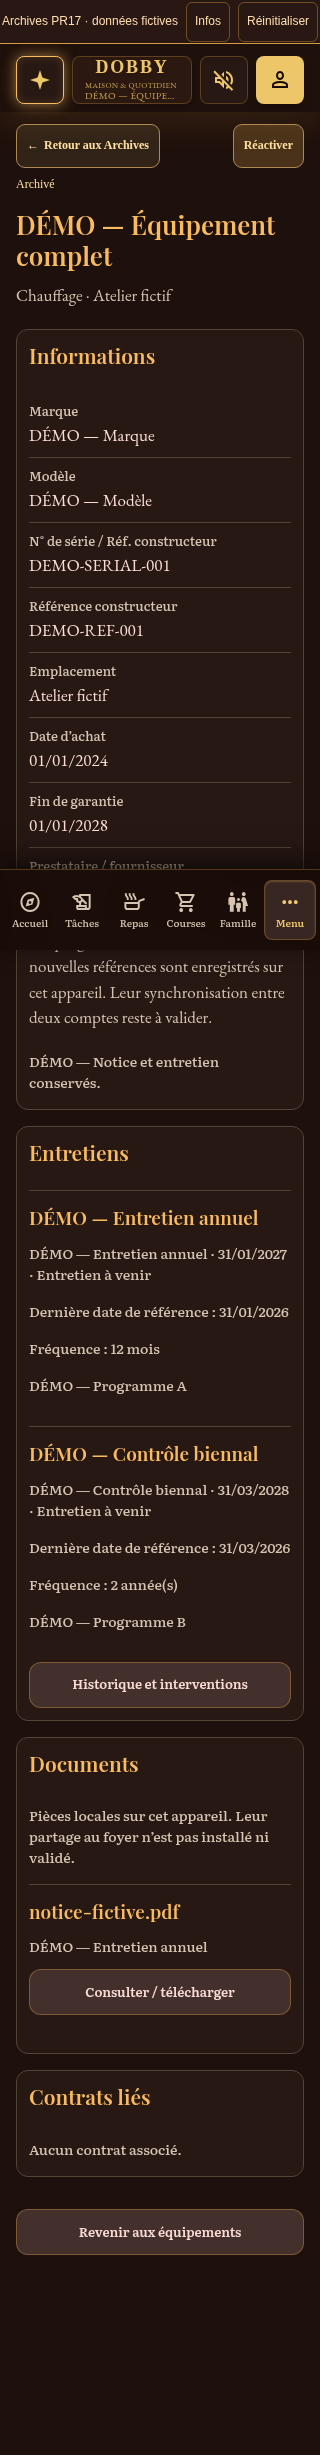 Archives PR17 · données fictives
Infos
Réinitialiser
DOBBY
MAISON & QUOTIDIEN
DÉMO — ÉQUIPE…
← Retour aux Archives
Réactiver
Archivé
DÉMO — Équipement
complet
Chauffage · Atelier fictif
Informations
Marque
DÉMO — Marque
Modèle
DÉMO — Modèle
N° de série / Réf. constructeur
DEMO-SERIAL-001
Référence constructeur
DEMO-REF-001
Emplacement
Atelier fictif
Date d’achat
01/01/2024
Fin de garantie
01/01/2028
Prestataire / fournisseur
Accueil
Tâches
Repas
Courses
Famille
Menu
nouvelles références sont enregistrés sur
cet appareil. Leur synchronisation entre
deux comptes reste à valider.
DÉMO — Notice et entretien
conservés.
Entretiens
DÉMO — Entretien annuel
DÉMO — Entretien annuel · 31/01/2027
· Entretien à venir
Dernière date de référence : 31/01/2026
Fréquence : 12 mois
DÉMO — Programme A
DÉMO — Contrôle biennal
DÉMO — Contrôle biennal · 31/03/2028
· Entretien à venir
Dernière date de référence : 31/03/2026
Fréquence : 2 année(s)
DÉMO — Programme B
Historique et interventions
Documents
Pièces locales sur cet appareil. Leur
partage au foyer n’est pas installé ni
validé.
notice-fictive.pdf
DÉMO — Entretien annuel
Consulter / télécharger
Contrats liés
Aucun contrat associé.
Revenir aux équipements